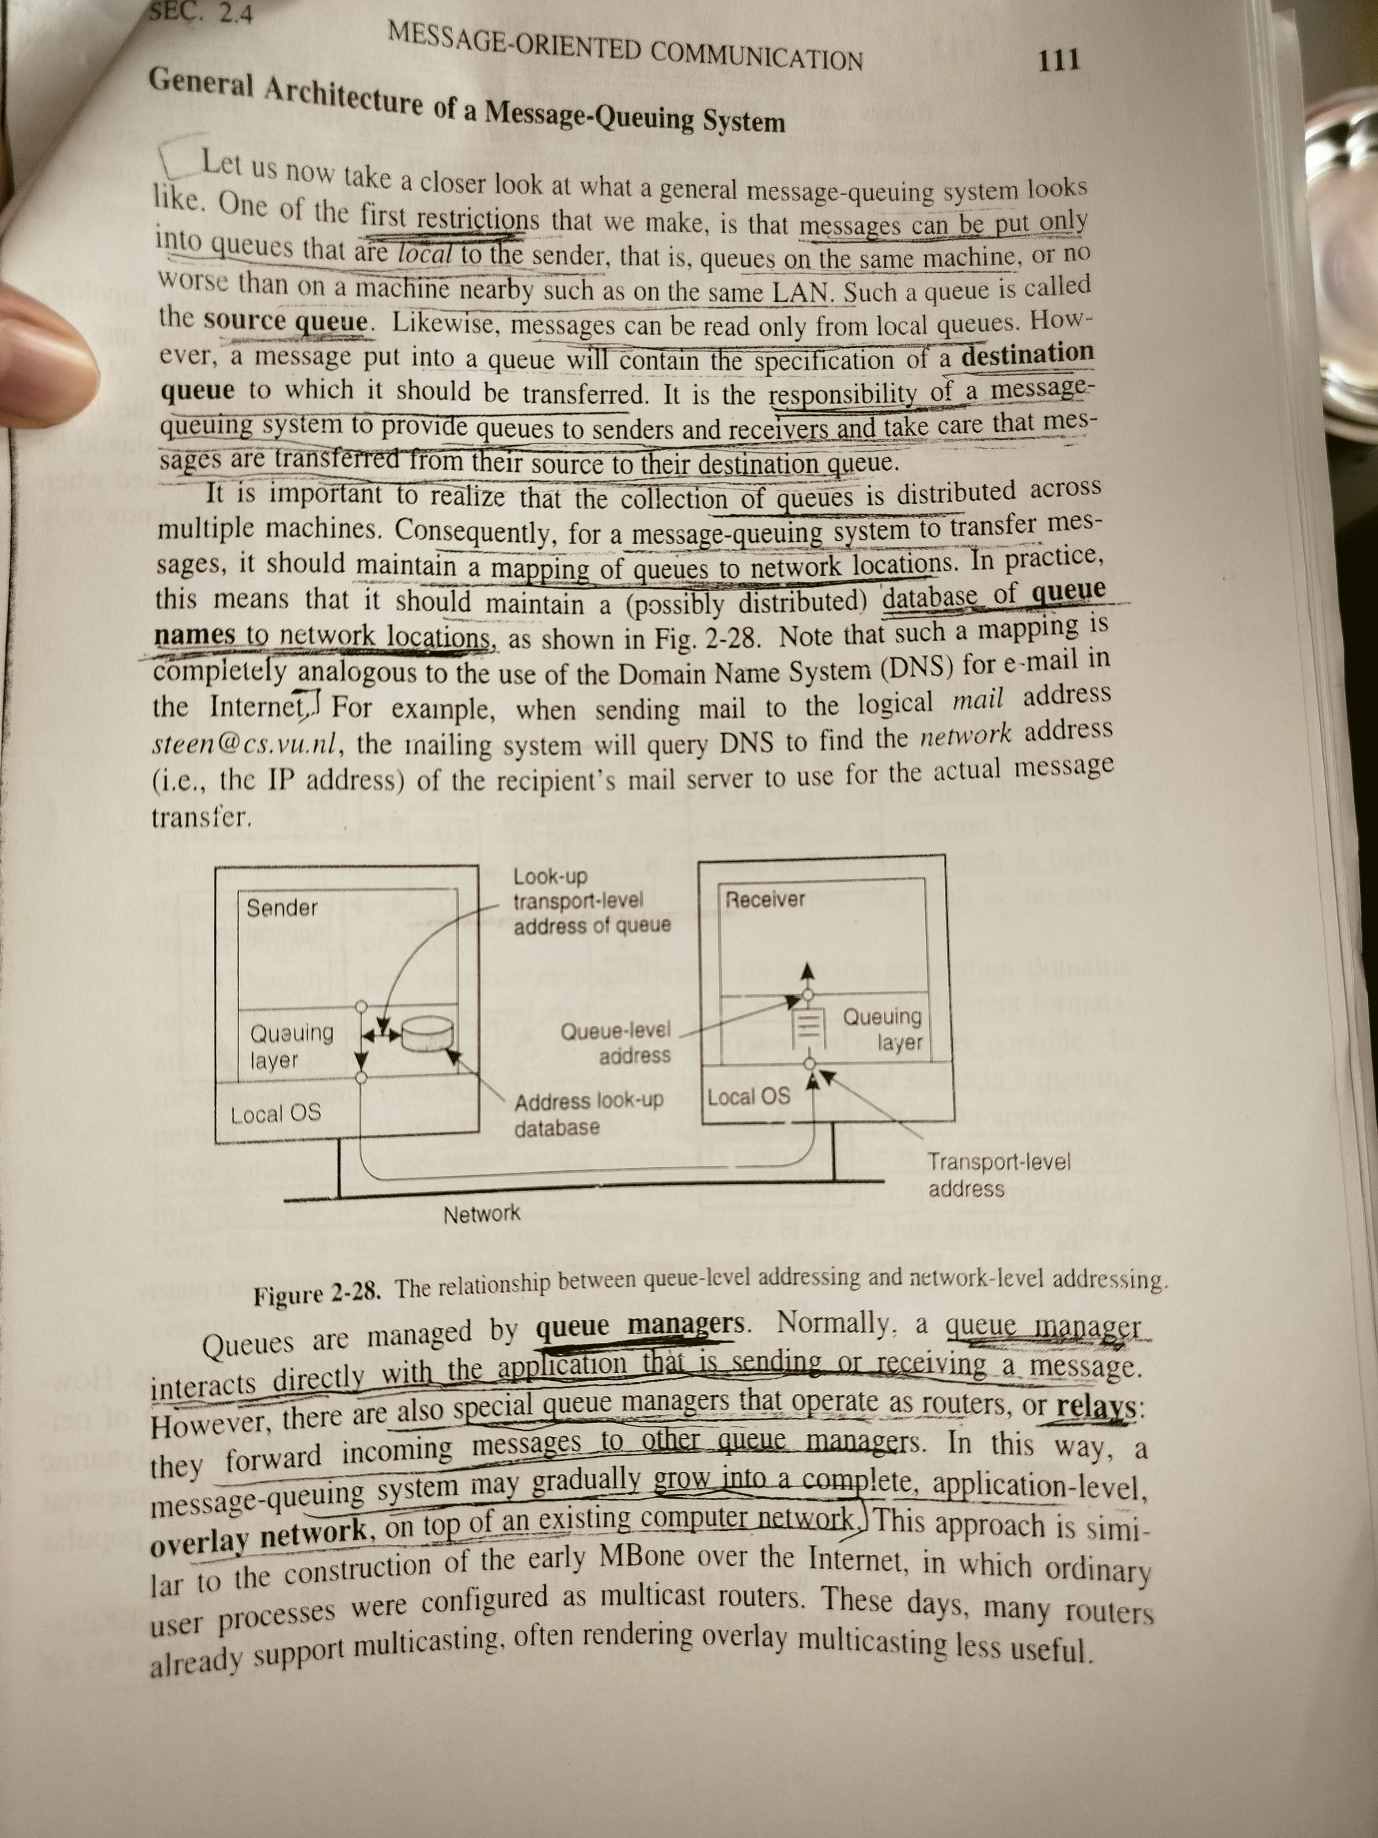 SEC. 2.4
MESSAGE-ORIENTED COMMUNICATION
111
General Architecture of a Message-Queuing System
Let us now take a closer look at what a general message-queuing system looks
like. One of the first restrictions that we make, is that messages can be put only
into queues that are local to the sender, that is, queues on the same machine, or no
worse than on a machine nearby such as on the same LAN. Such a queue is called
the source queue. Likewise, messages can be read only from local queues. How-
ever, a message put into a queue will contain the specification of a destination
queue to which it should be transferred. It is the responsibility of a message-
queuing system to provide queues to senders and receivers and take care that mes-
sages are transferred from their source to their destination queue.
It is important to realize that the collection of queues is distributed across
multiple machines. Consequently, for a message-queuing system to transfer mes-
sages, it should maintain a mapping of queues to network locations. In practice,
this means that it should maintain a (possibly distributed) database of queue
names to network locations, as shown in Fig. 2-28. Note that such a mapping is
completely analogous to the use of the Domain Name System (DNS) for e-mail in
the Internet. For example, when sending mail to the logical mail address
steen@cs.vu.nl, the mailing system will query DNS to find the network address
(i.e., the IP address) of the recipient's mail server to use for the actual message
transfer.
Sender
Look-up
transport-level
address of queue
Receiver
Queuing
layer
Queue-level
address
Queuing
layer
Local OS
Address look-up
database
Local OS
Transport-level
address
Network
Figure 2-28. The relationship between queue-level addressing and network-level addressing.
Queues are managed by queue managers. Normally, a queue manager
interacts directly with the application that is sending or receiving a message.
However, there are also special queue managers that operate as routers, or relays:
they forward incoming messages to other queue managers. In this way, a
message-queuing system may gradually grow into a complete, application-level,
overlay network, on top of an existing computer network. This approach is simi-
lar to the construction of the early MBone over the Internet, in which ordinary
user processes were configured as multicast routers. These days, many routers
already support multicasting, often rendering overlay multicasting less useful.